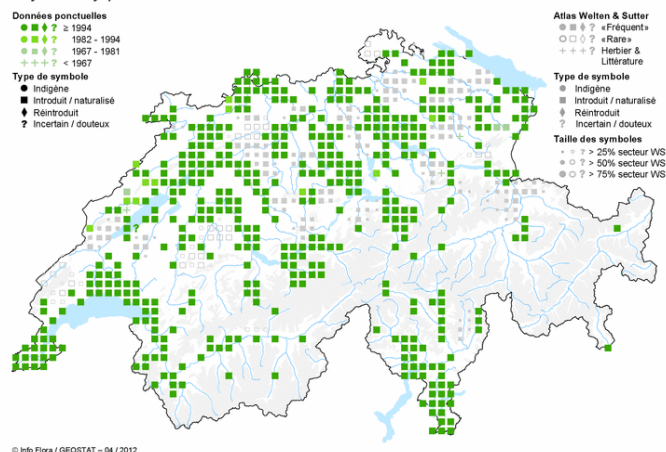 Données ponctuelles
≥ 1994
1982 - 1994
1967 - 1981
< 1967
Type de symbole
Indigène
Introduit / naturalisé
Réintroduit
? Incertain / douteux
Atlas Welten & Sutter
? «Fréquent»
? «Rare»
+ + + Herbier &
Littérature
Type de symbole
Indigène
Introduit / naturalisé
Réintroduit
? Incertain / douteux
Taille des symboles
? > 25% secteur WS
? > 50% secteur WS
? > 75% secteur WS
?
© Info Flora / GEOSTAT – 04 / 2012